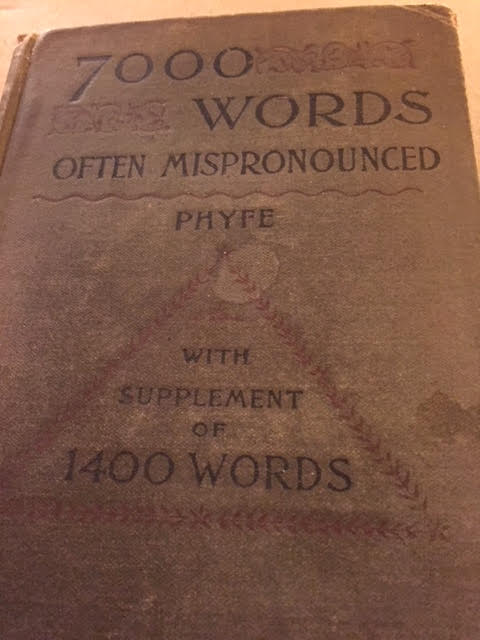 7000
WORDS
OFTEN MISPRONOUNCED
PHYFE
WITH
SUPPLEMENT
OF
1400 WORDS